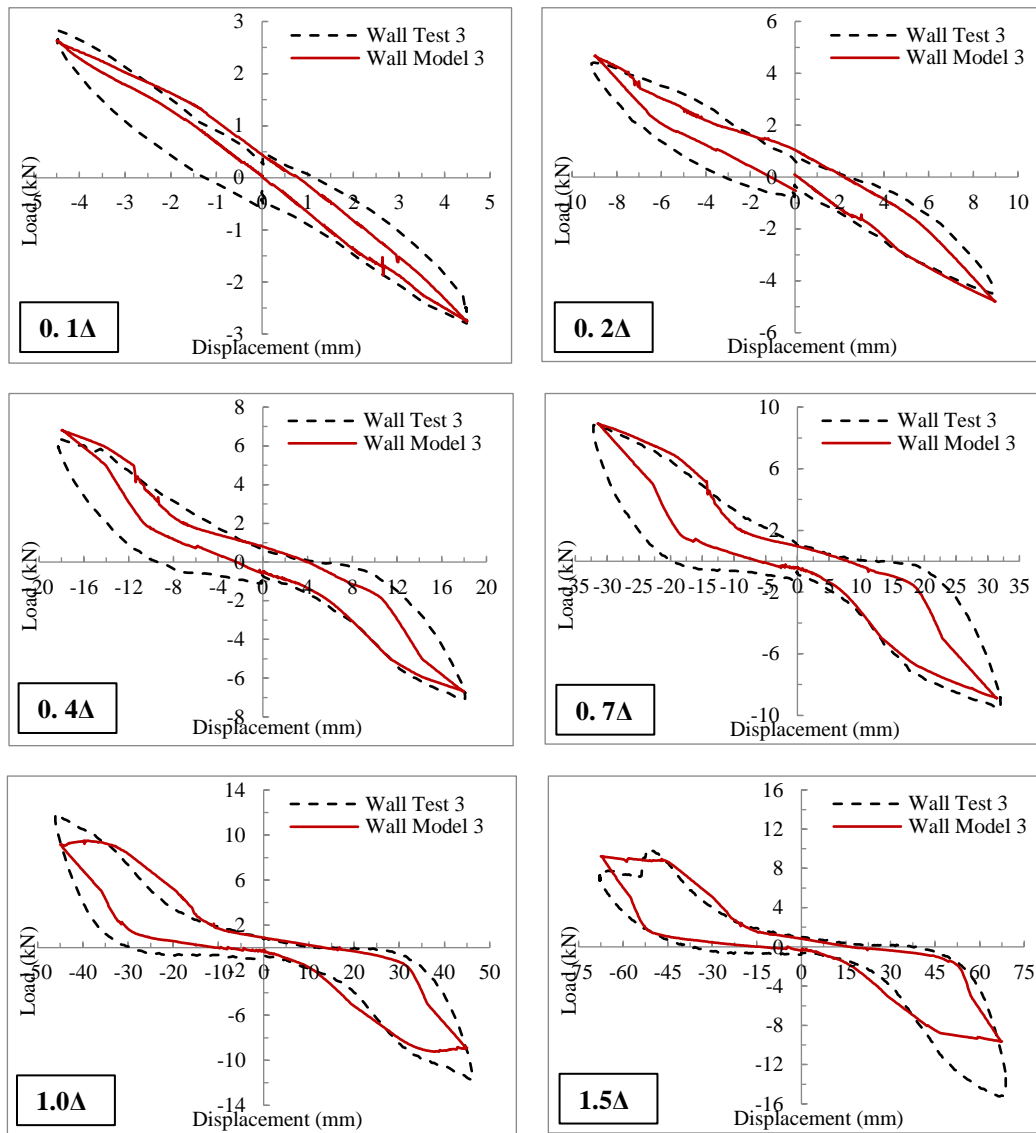 3
2
1
0
-1
-2
-3
-5 -4 -3 -2 -1 0 1 2 3 4 5
Load (kN)
Displacement (mm)
Wall Test 3
Wall Model 3
0. 1Δ
6
4
2
0
-2
-4
-6
-10 -8 -6 -4 -2 0 2 4 6 8 10
Load (kN)
Displacement (mm)
Wall Test 3
Wall Model 3
0. 2Δ
8
6
4
2
0
-2
-4
-6
-8
-20 -16 -12 -8 -4 0 4 8 12 16 20
Load (kN)
Displacement (mm)
Wall Test 3
Wall Model 3
0. 4Δ
10
5
0
-5
-10
-35 -30 -25 -20 -15 -10 -5 0 5 10 15 20 25 30 35
Load (kN)
Displacement (mm)
Wall Test 3
Wall Model 3
0. 7Δ
14
10
6
2
-2
-6
-10
-14
-50 -40 -30 -20 -10 0 10 20 30 40 50
Load (kN)
Displacement (mm)
Wall Test 3
Wall Model 3
1.0Δ
16
12
8
4
0
-4
-8
-12
-16
-75 -60 -45 -30 -15 0 15 30 45 60 75
Load (kN)
Displacement (mm)
Wall Test 3
Wall Model 3
1.5Δ